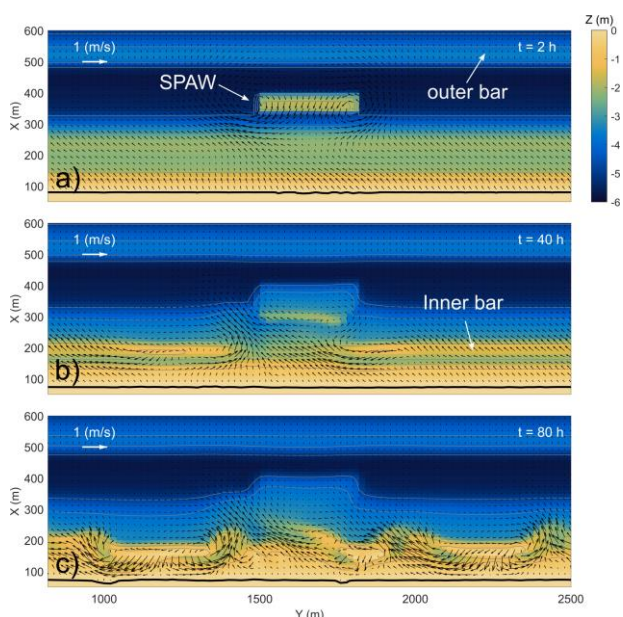 Z (m)
600
500
400
300
200
100
X (m)
1 (m/s)
t = 2 h
SPAW
outer bar
a)
0
-1
-2
-3
-4
-5
-6
600
500
400
300
200
100
X (m)
1 (m/s)
t = 40 h
Inner bar
b)
600
500
400
300
200
100
X (m)
1 (m/s)
t = 80 h
c)
1000
1500
2000
2500
Y (m)